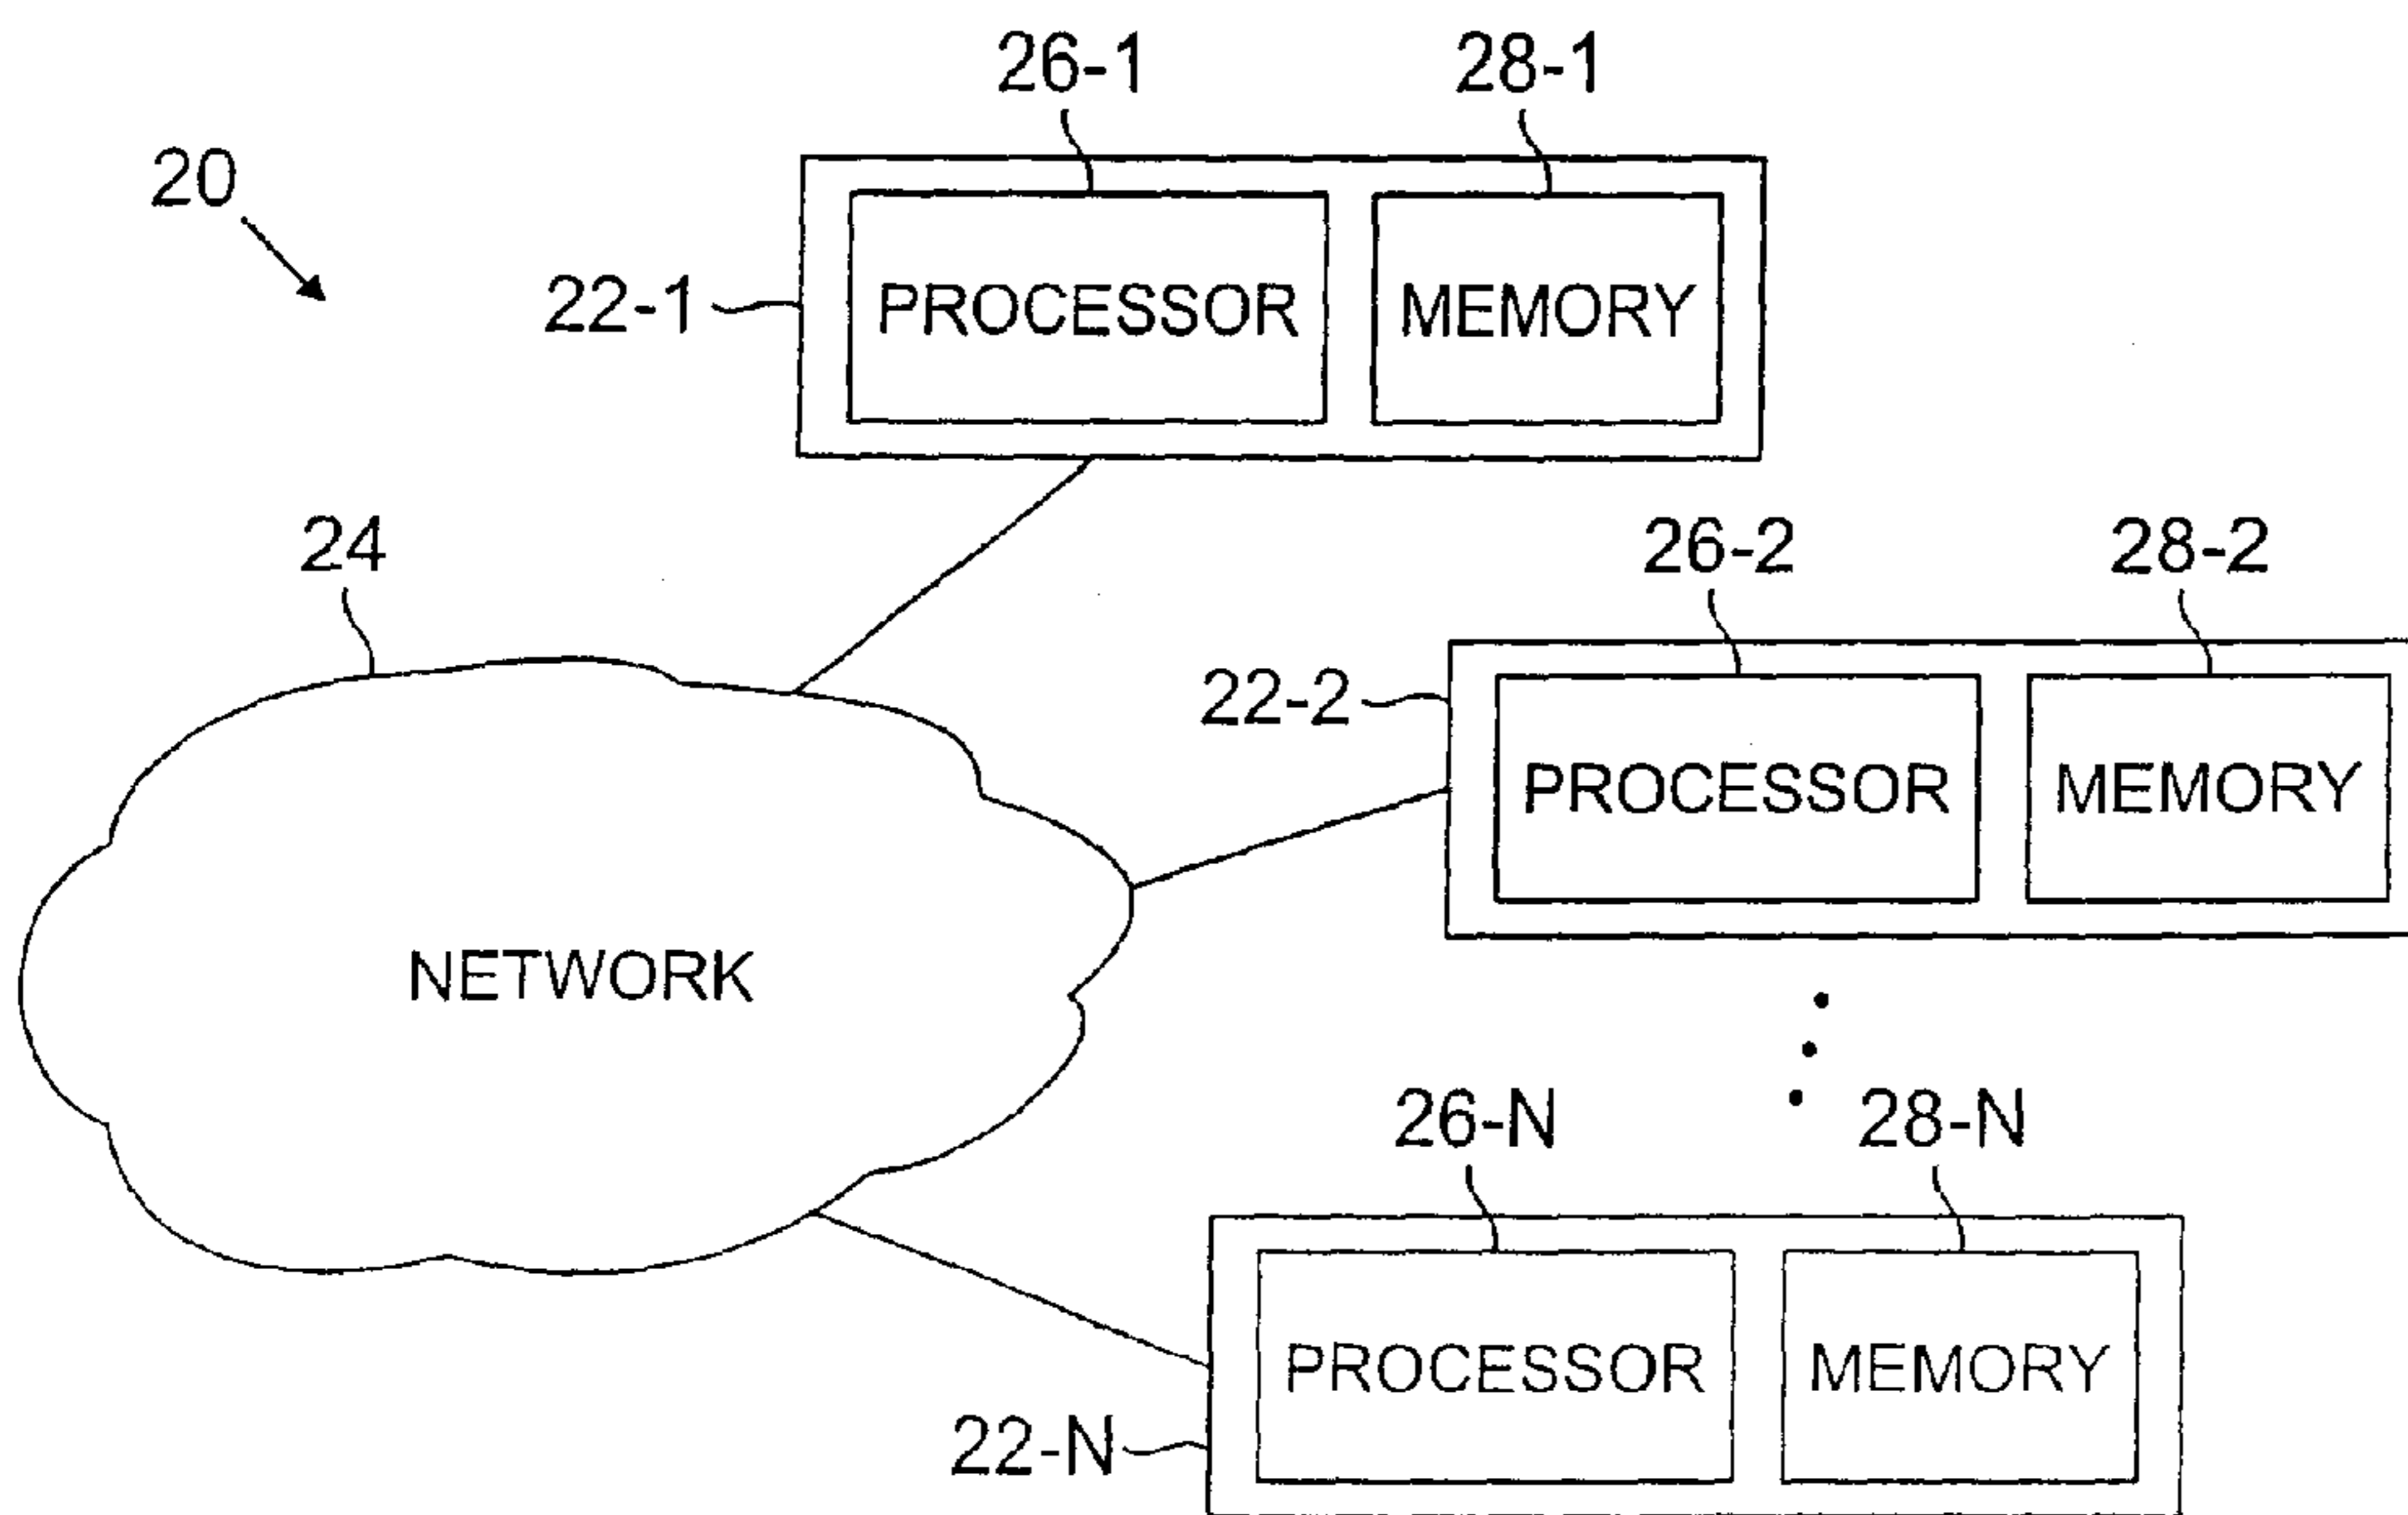 26-1 28-1
20
22-1
PROCESSOR MEMORY
24
26-2 28-2
22-2
PROCESSOR MEMORY
NETWORK
26-N 28-N
PROCESSOR MEMORY
22-N